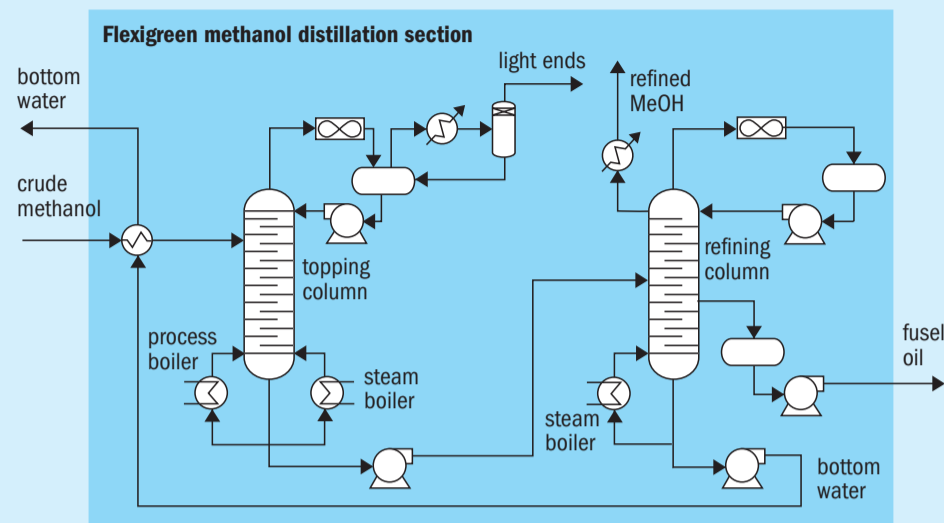 Flexigreen methanol distillation section
bottom
water
light ends
refined
MeOH
crude
methanol
topping
column
refining
column
process
boiler
steam
boiler
steam
boiler
fusel
oil
bottom
water